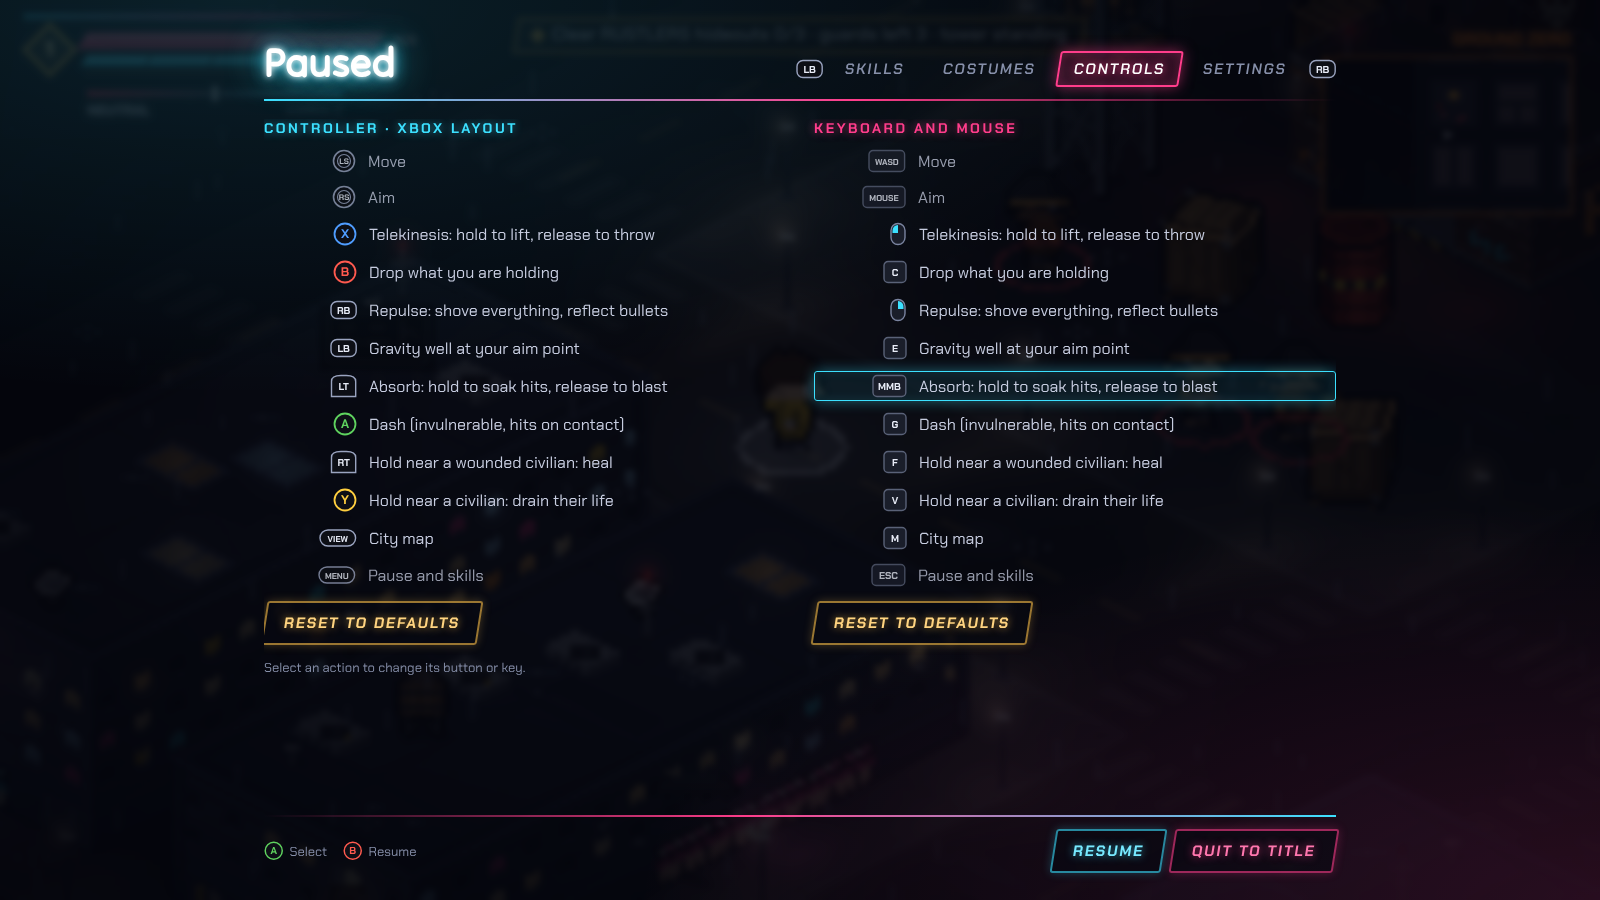 Paused
LB SKILLS COSTUMES CONTROLS SETTINGS RB
CONTROLLER · XBOX LAYOUT
LS Move
RS Aim
X Telekinesis: hold to lift, release to throw
B Drop what you are holding
RB Repulse: shove everything, reflect bullets
LB Gravity well at your aim point
LT Absorb: hold to soak hits, release to blast
A Dash (invulnerable, hits on contact)
RT Hold near a wounded civilian: heal
Y Hold near a civilian: drain their life
VIEW City map
MENU Pause and skills
RESET TO DEFAULTS
Select an action to change its button or key.
KEYBOARD AND MOUSE
WASD Move
MOUSE Aim
Telekinesis: hold to lift, release to throw
C Drop what you are holding
Repulse: shove everything, reflect bullets
E Gravity well at your aim point
MMB Absorb: hold to soak hits, release to blast
G Dash (invulnerable, hits on contact)
F Hold near a wounded civilian: heal
V Hold near a civilian: drain their life
M City map
ESC Pause and skills
RESET TO DEFAULTS
A Select B Resume
RESUME QUIT TO TITLE